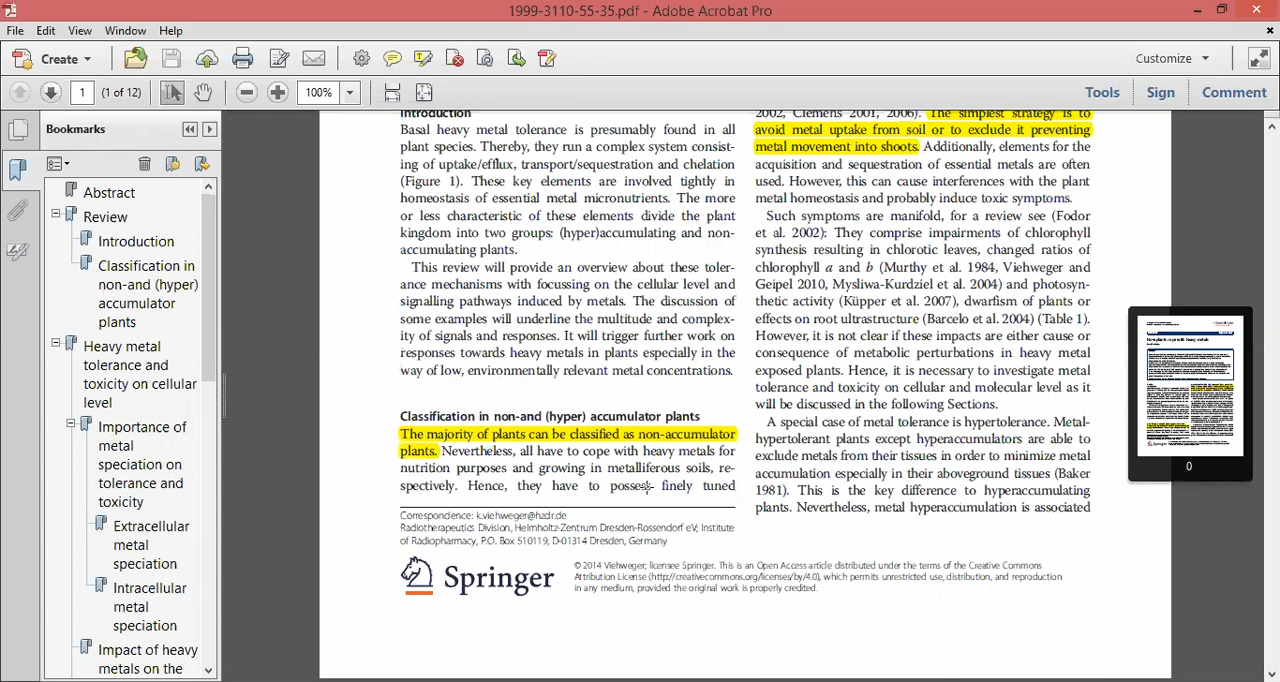 1999-3110-55-35.pdf - Adobe Acrobat Pro
File Edit View Window Help
Create
Customize
1 (1 of 12) 100% Tools Sign Comment
Bookmarks
Abstract
Review
Introduction
Classification in
non-and (hyper)
accumulator
plants
Heavy metal
tolerance and
toxicity on cellular
level
Importance of
metal
speciation on
tolerance and
toxicity
Extracellular
metal
speciation
Intracellular
metal
speciation
Impact of heavy
metals on the
Introduction
Basal heavy metal tolerance is presumably found in all
plant species. Thereby, they run a complex system consist-
ing of uptake/efflux, transport/sequestration and chelation
(Figure 1). These key elements are involved tightly in
homeostasis of essential metal micronutrients. The more
or less characteristic of these elements divide the plant
kingdom into two groups: (hyper)accumulating and non-
accumulating plants.
This review will provide an overview about these toler-
ance mechanisms with focussing on the cellular level and
signalling pathways induced by metals. The discussion of
some examples will underline the multitude and complex-
ity of signals and responses. It will trigger further work on
responses towards heavy metals in plants especially in the
way of low, environmentally relevant metal concentrations.
Classification in non-and (hyper) accumulator plants
The majority of plants can be classified as non-accumulator
plants. Nevertheless, all have to cope with heavy metals for
nutrition purposes and growing in metalliferous soils, re-
spectively. Hence, they have to possess finely tuned
Correspondence: k.viehweger@hzdr.de
Radiotherapeutics Division, Helmholtz-Zentrum Dresden-Rossendorf eV; Institute
of Radiopharmacy, P.O. Box 510119, D-01314 Dresden, Germany
2002, Clemens 2001, 2006). The simplest strategy is to
avoid metal uptake from soil or to exclude it preventing
metal movement into shoots. Additionally, elements for the
acquisition and sequestration of essential metals are often
used. However, this can cause interferences with the plant
metal homeostasis and probably induce toxic symptoms.
Such symptoms are manifold, for a review see (Fodor
et al. 2002): They comprise impairments of chlorophyll
synthesis resulting in chlorotic leaves, changed ratios of
chlorophyll a and b (Murthy et al. 1984, Viehweger and
Geipel 2010, Mysliwa-Kurdziel et al. 2004) and photosyn-
thetic activity (Küpper et al. 2007), dwarfism of plants or
effects on root ultrastructure (Barcelo et al. 2004) (Table 1).
However, it is not clear if these impacts are either cause or
consequence of metabolic perturbations in heavy metal
exposed plants. Hence, it is necessary to investigate metal
tolerance and toxicity on cellular and molecular level as it
will be discussed in the following Sections.
A special case of metal tolerance is hypertolerance. Metal-
hypertolerant plants except hyperaccumulators are able to
exclude metals from their tissues in order to minimize metal
accumulation especially in their aboveground tissues (Baker
1981). This is the key difference to hyperaccumulating
plants. Nevertheless, metal hyperaccumulation is associated
Springer
© 2014 Viehweger; licensee Springer. This is an Open Access article distributed under the terms of the Creative Commons
Attribution License (http://creativecommons.org/licenses/by/4.0), which permits unrestricted use, distribution, and reproduction
in any medium, provided the original work is properly credited.
0